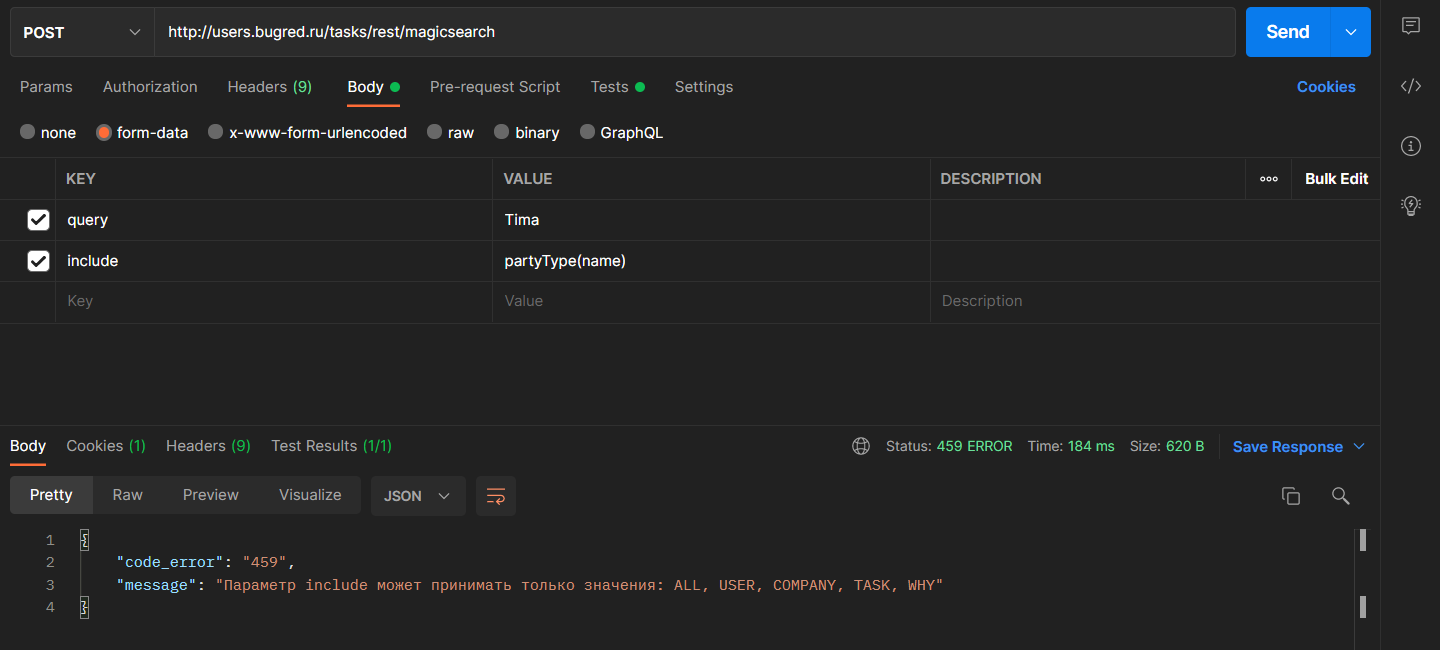 POST http://users.bugred.ru/tasks/rest/magicsearch Send
Params Authorization Headers (9) Body Pre-request Script Tests Settings Cookies
none form-data x-www-form-urlencoded raw binary GraphQL
KEY VALUE DESCRIPTION Bulk Edit
query Tima
include partyType(name)
Key Value Description
Body Cookies (1) Headers (9) Test Results (1/1) Status: 459 ERROR Time: 184 ms Size: 620 B Save Response
Pretty Raw Preview Visualize JSON
1 {
2 "code_error": "459",
3 "message": "Параметр include может принимать только значения: ALL, USER, COMPANY, TASK, WHY"
4 }